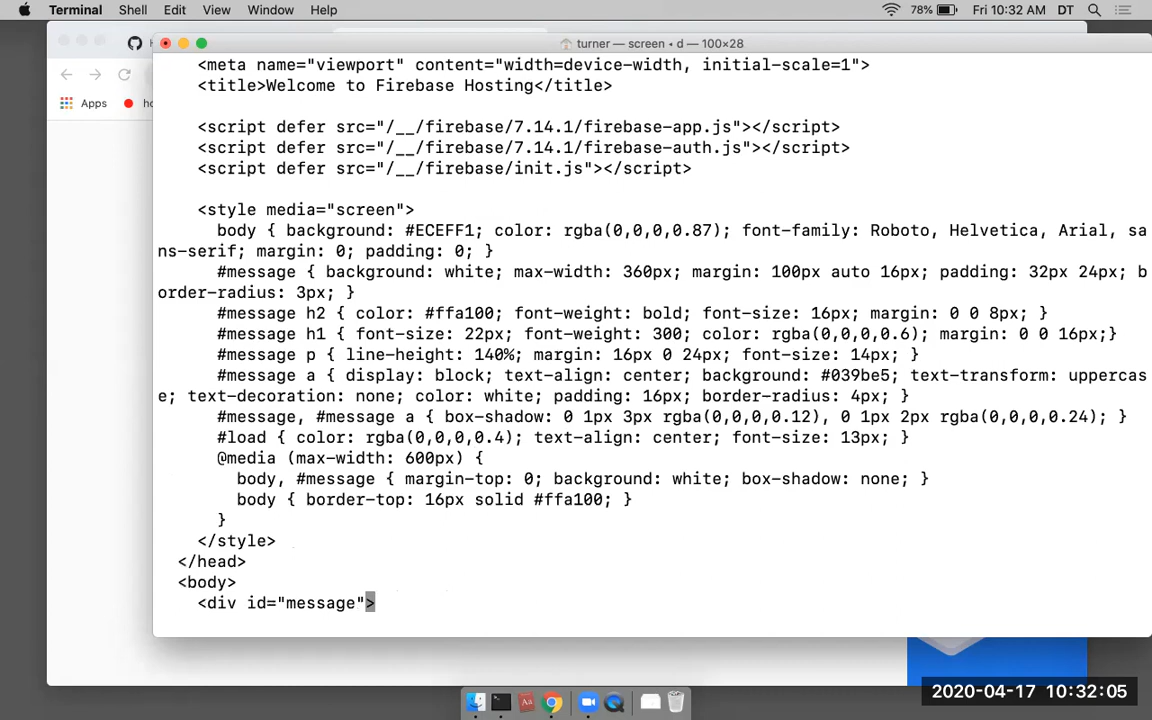 Terminal Shell Edit View Window Help 78% Fri 10:32 AM DT
turner — screen ◂ d — 100×28
Apps
<meta name="viewport" content="width=device-width, initial-scale=1">
<title>Welcome to Firebase Hosting</title>
<script defer src="/__/firebase/7.14.1/firebase-app.js"></script>
<script defer src="/__/firebase/7.14.1/firebase-auth.js"></script>
<script defer src="/__/firebase/init.js"></script>
<style media="screen">
body { background: #ECEFF1; color: rgba(0,0,0,0.87); font-family: Roboto, Helvetica, Arial, sa
ns-serif; margin: 0; padding: 0; }
#message { background: white; max-width: 360px; margin: 100px auto 16px; padding: 32px 24px; b
order-radius: 3px; }
#message h2 { color: #ffa100; font-weight: bold; font-size: 16px; margin: 0 0 8px; }
#message h1 { font-size: 22px; font-weight: 300; color: rgba(0,0,0,0.6); margin: 0 0 16px;}
#message p { line-height: 140%; margin: 16px 0 24px; font-size: 14px; }
#message a { display: block; text-align: center; background: #039be5; text-transform: uppercas
e; text-decoration: none; color: white; padding: 16px; border-radius: 4px; }
#message, #message a { box-shadow: 0 1px 3px rgba(0,0,0,0.12), 0 1px 2px rgba(0,0,0,0.24); }
#load { color: rgba(0,0,0,0.4); text-align: center; font-size: 13px; }
@media (max-width: 600px) {
body, #message { margin-top: 0; background: white; box-shadow: none; }
body { border-top: 16px solid #ffa100; }
}
</style>
</head>
<body>
<div id="message">
2020-04-17 10:32:05